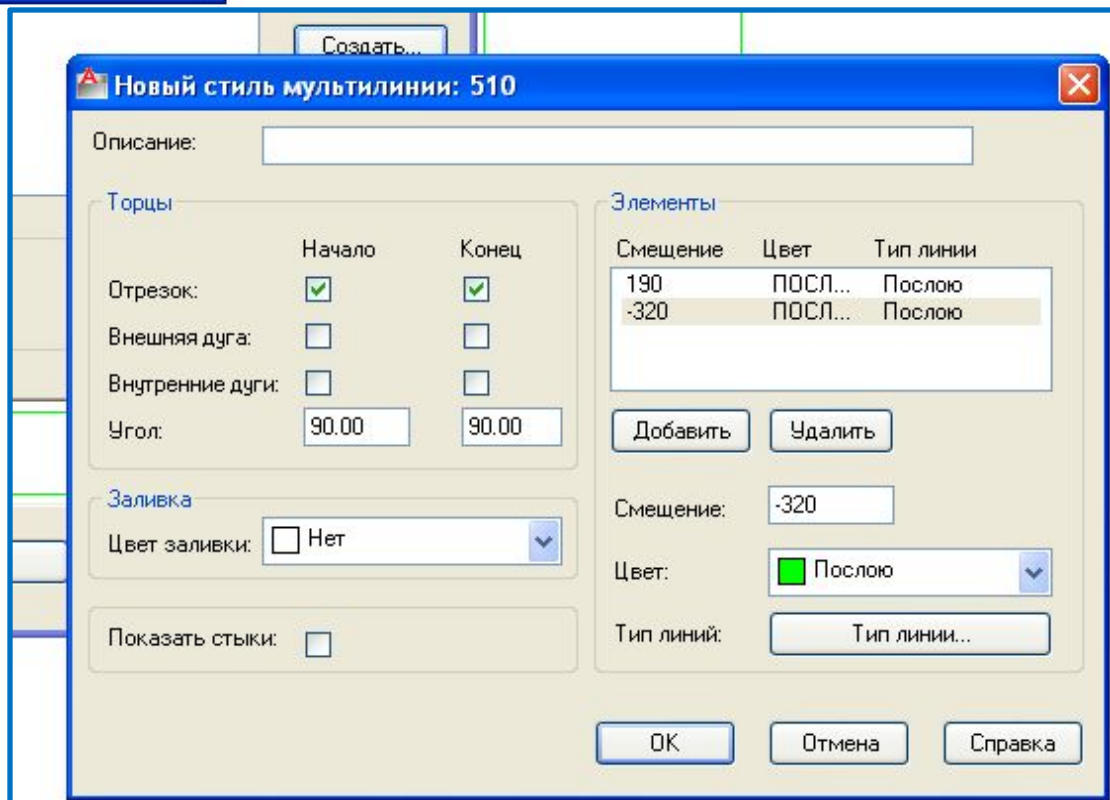 Создать...
Новый стиль мультилинии: 510
Описание:
Торцы
Начало Конец
Отрезок:
Внешняя дуга:
Внутренние дуги:
Угол: 90.00 90.00
Заливка
Цвет заливки: Нет
Показать стыки:
Элементы
Смещение Цвет Тип линии
190 ПОСЛ... Послою
-320 ПОСЛ... Послою
Добавить Удалить
Смещение: -320
Цвет: Послою
Тип линий: Тип линии...
OK Отмена Справка